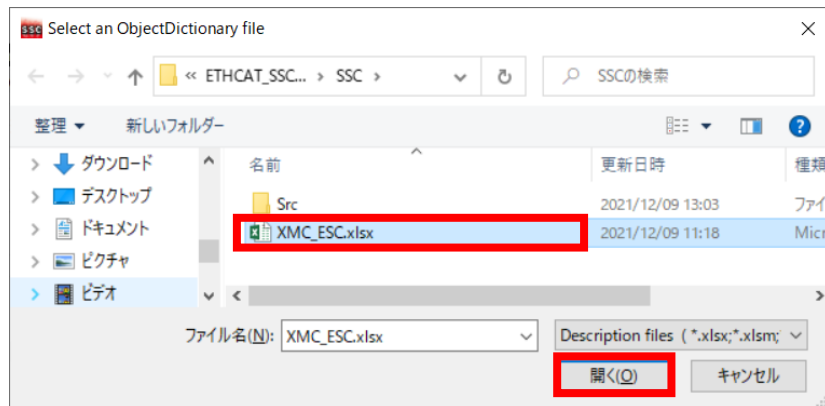 SSC Select an ObjectDictionary file
« ETHCAT_SSC... › SSC ›
SSCの検索
整理
新しいフォルダー
名前
更新日時
種類
ダウンロード
デスクトップ
ドキュメント
ピクチャ
ビデオ
Src
2021/12/09 13:03
ファイ
XMC_ESC.xlsx
2021/12/09 11:18
Micr
ファイル名(N):
XMC_ESC.xlsx
Description files ( *.xlsx;*.xlsm;
開く(O)
キャンセル